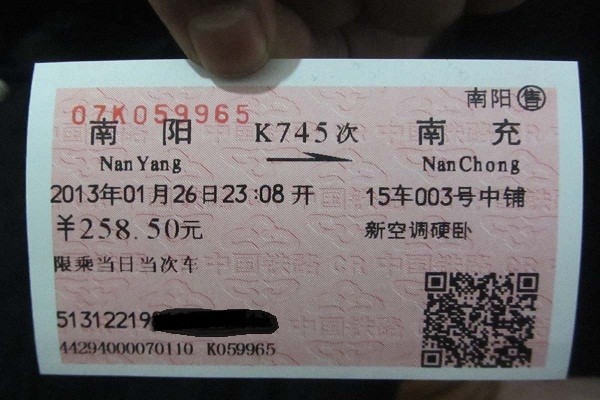 07K059965
南阳售
南阳 K745次 南充
NanYang NanChong
2013年01月26日23:08开 15车003号中铺
¥258.50元 新空调硬卧
限乘当日当次车
51312219
44294000070110 K059965